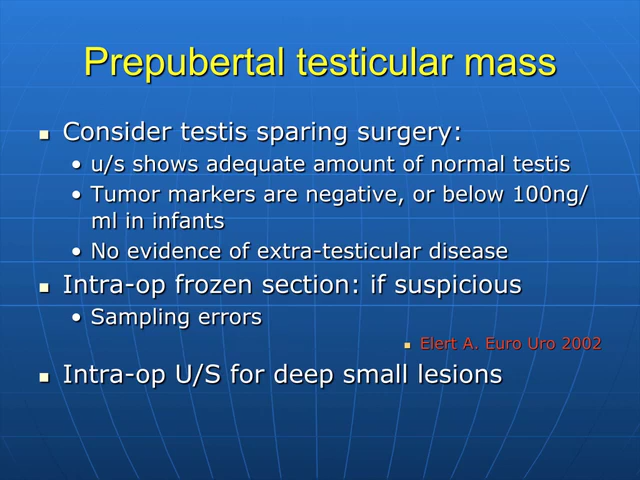 Prepubertal testicular mass
Consider testis sparing surgery:
• u/s shows adequate amount of normal testis
• Tumor markers are negative, or below 100ng/
ml in infants
• No evidence of extra-testicular disease
Intra-op frozen section: if suspicious
• Sampling errors
Elert A. Euro Uro 2002
Intra-op U/S for deep small lesions